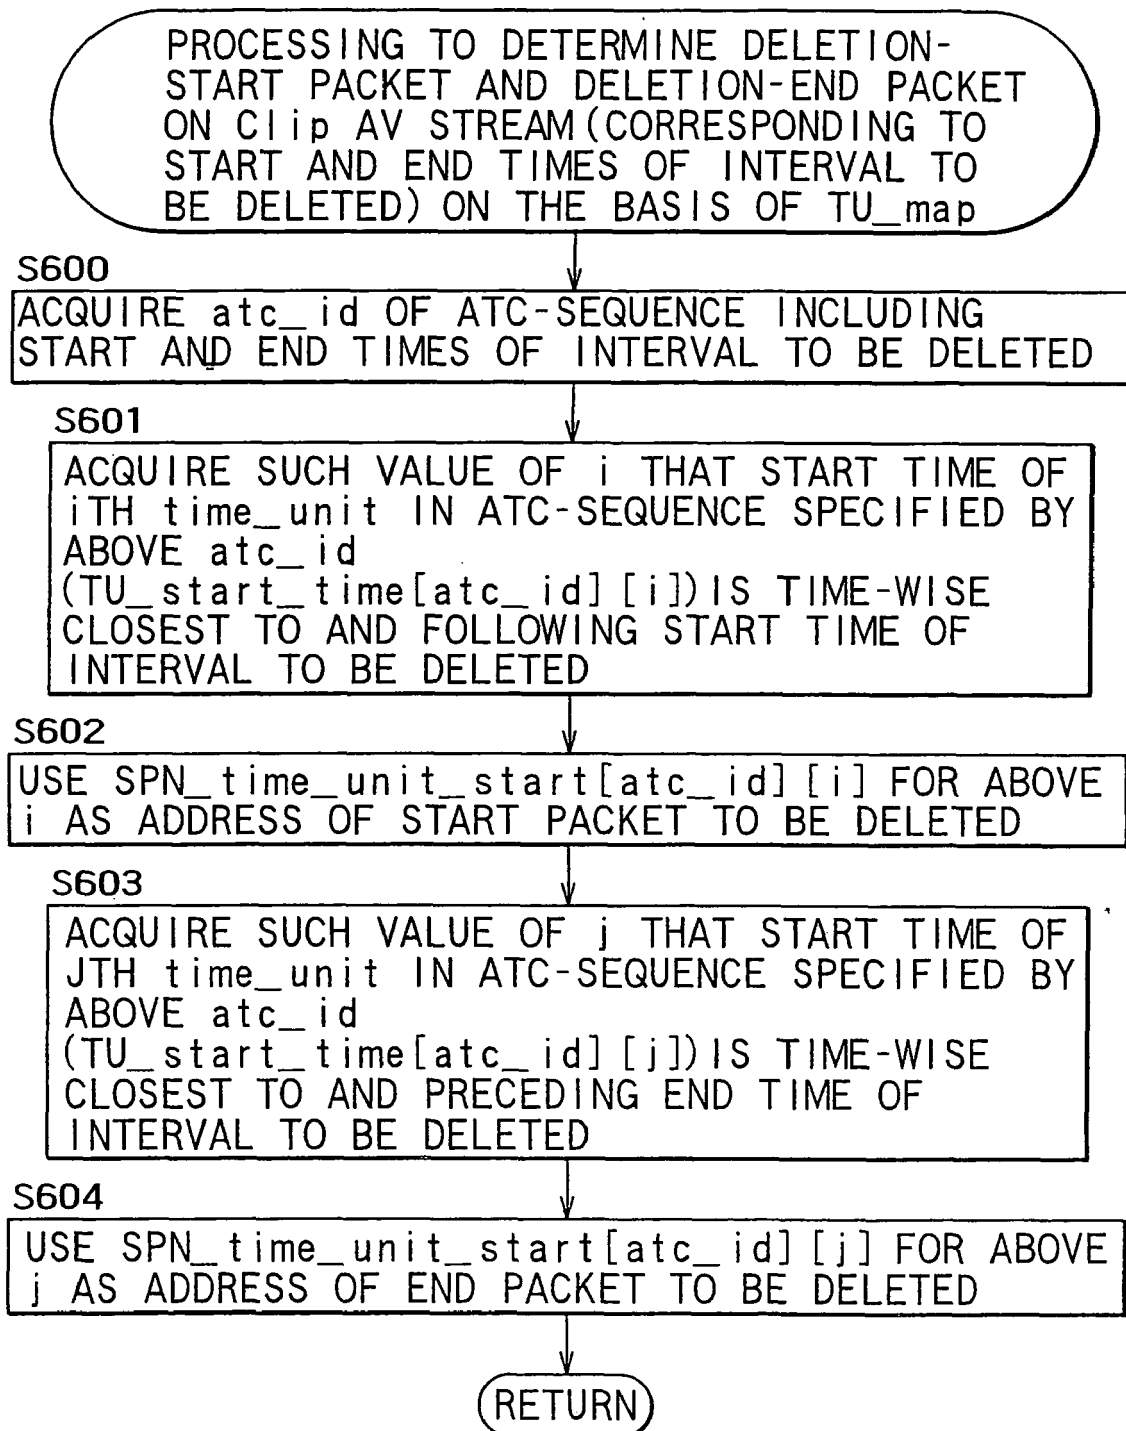 PROCESSING TO DETERMINE DELETION-
START PACKET AND DELETION-END PACKET
ON Clip AV STREAM(CORRESPONDING TO
START AND END TIMES OF INTERVAL TO
BE DELETED) ON THE BASIS OF TU_map
S600
ACQUIRE atc_id OF ATC-SEQUENCE INCLUDING
START AND END TIMES OF INTERVAL TO BE DELETED
S601
ACQUIRE SUCH VALUE OF i THAT START TIME OF
iTH time_unit IN ATC-SEQUENCE SPECIFIED BY
ABOVE atc_id
(TU_start_time[atc_id][i]) IS TIME-WISE
CLOSEST TO AND FOLLOWING START TIME OF
INTERVAL TO BE DELETED
S602
USE SPN_time_unit_start[atc_id][i] FOR ABOVE
i AS ADDRESS OF START PACKET TO BE DELETED
S603
ACQUIRE SUCH VALUE OF j THAT START TIME OF
JTH time_unit IN ATC-SEQUENCE SPECIFIED BY
ABOVE atc_id
(TU_start_time[atc_id][j]) IS TIME-WISE
CLOSEST TO AND PRECEDING END TIME OF
INTERVAL TO BE DELETED
S604
USE SPN_time_unit_start[atc_id][j] FOR ABOVE
j AS ADDRESS OF END PACKET TO BE DELETED
RETURN